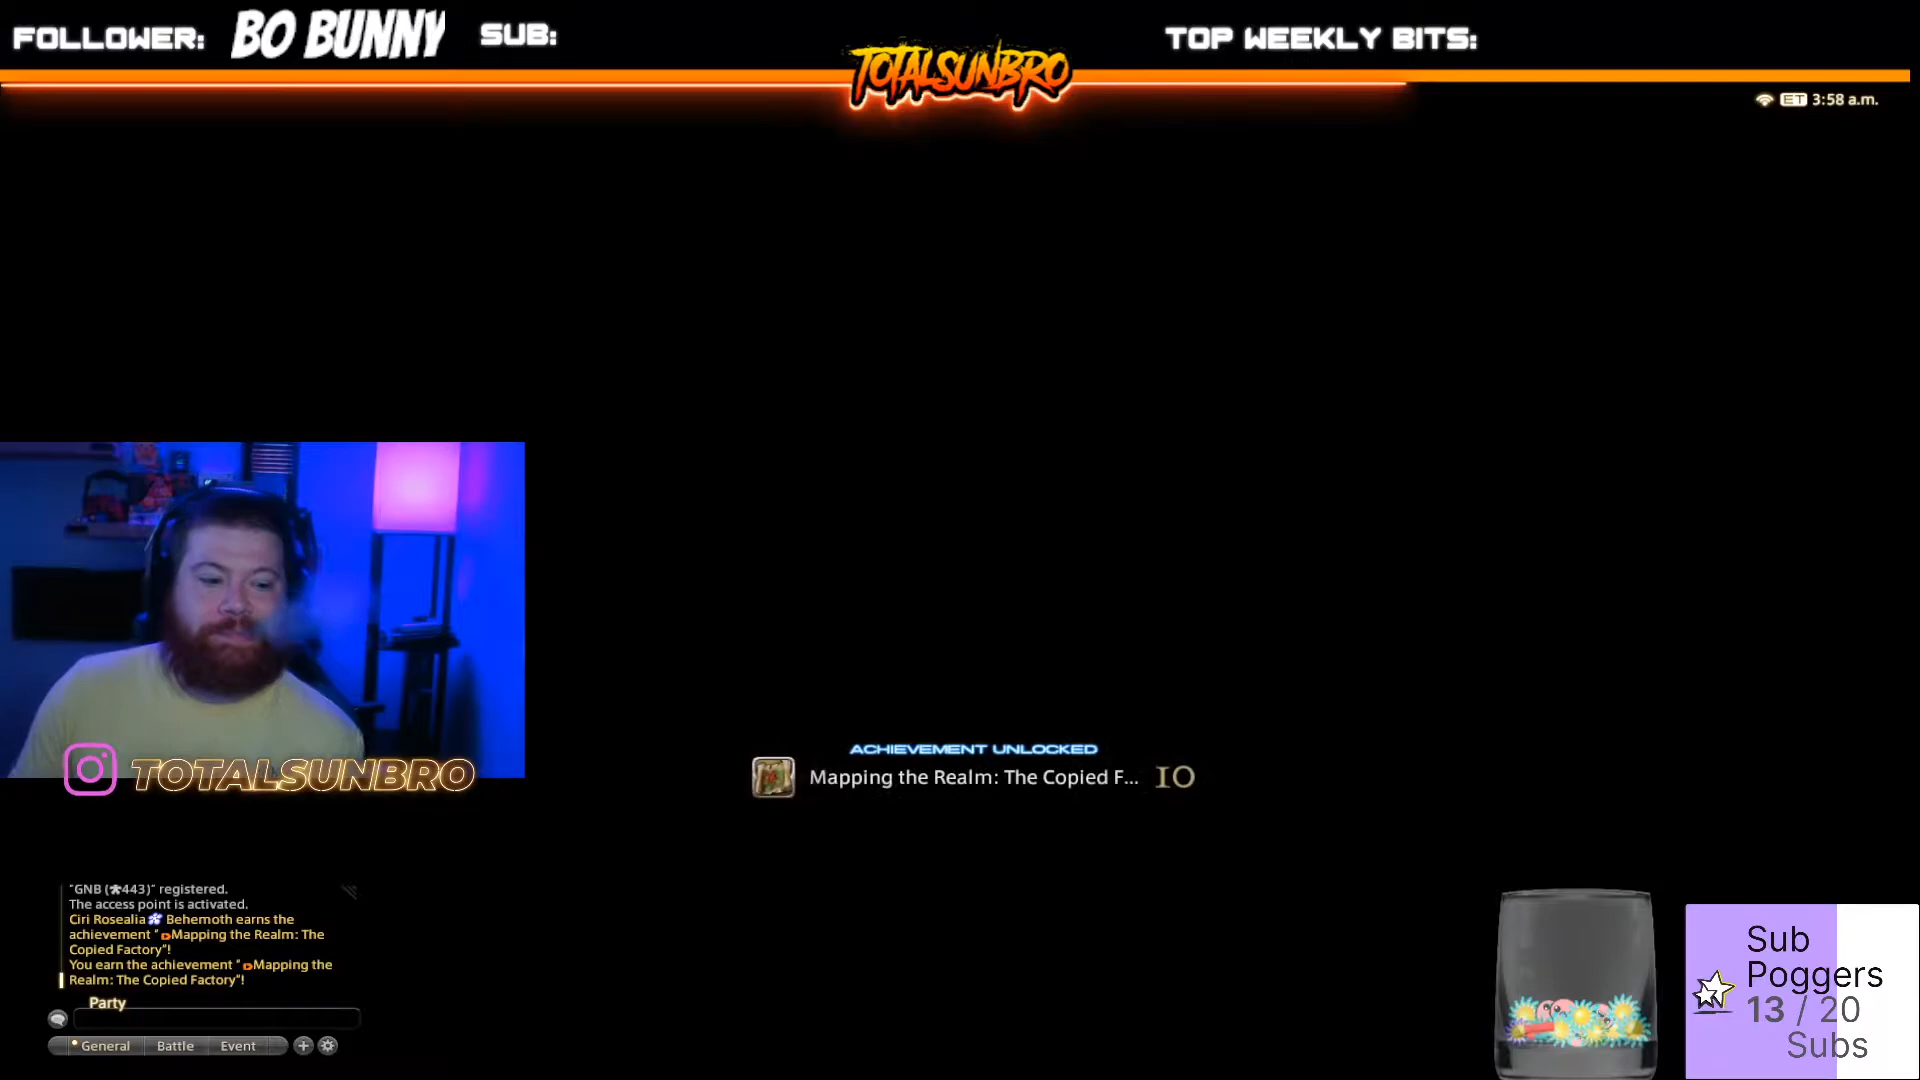 FOLLOWER: BO BUNNY SUB: TOP WEEKLY BITS:
TOTALSUNBRO
ET 3:58 a.m.
ACHIEVEMENT UNLOCKED
Mapping the Realm: The Copied F... 10
TOTALSUNBRO
"GNB (443)" registered.
The access point is activated.
Ciri Rosealia Behemoth earns the
achievement "Mapping the Realm: The
Copied Factory"!
You earn the achievement "Mapping the
Realm: The Copied Factory"!
Party
General Battle Event
Sub
Poggers
13 / 20
Subs